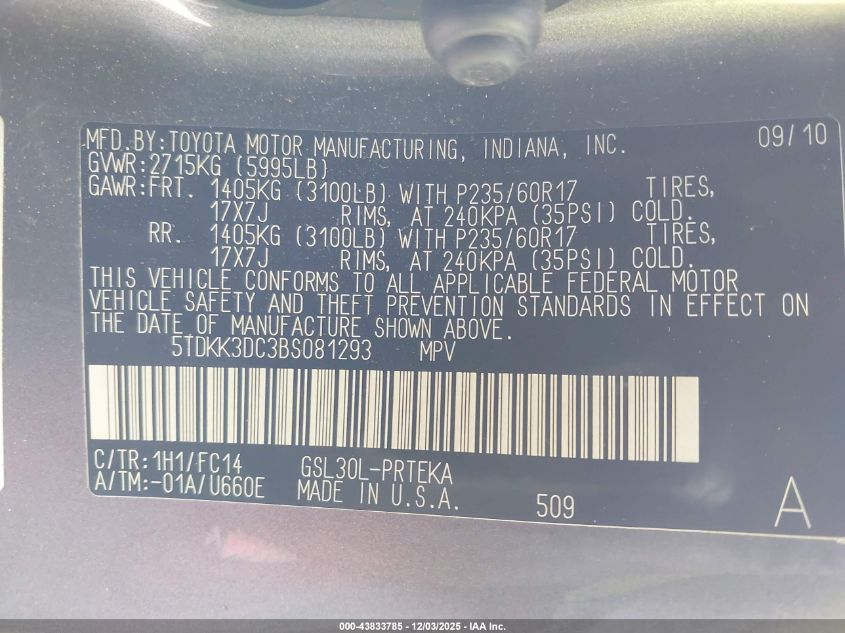 MFD. BY: TOYOTA MOTOR MANUFACTURING, INDIANA, INC. 09/10
GVWR: 2715KG (5995LB)
GAWR: FRT. 1405KG (3100LB) WITH P235/60R17 TIRES,
17X7J RIMS, AT 240KPA (35PSI) COLD.
RR. 1405KG (3100LB) WITH P235/60R17 TIRES,
17X7J RIMS, AT 240KPA (35PSI) COLD.
THIS VEHICLE CONFORMS TO ALL APPLICABLE FEDERAL MOTOR
VEHICLE SAFETY AND THEFT PREVENTION STANDARDS IN EFFECT ON
THE DATE OF MANUFACTURE SHOWN ABOVE.
5TDKK3DC3BS081293 MPV
C/TR: 1H1/FC14 GSL30L-PRTEKA
A/TM: -01A/U660E MADE IN U.S.A. 509 A
000-43833785 - 12/03/2025 - IAA Inc.